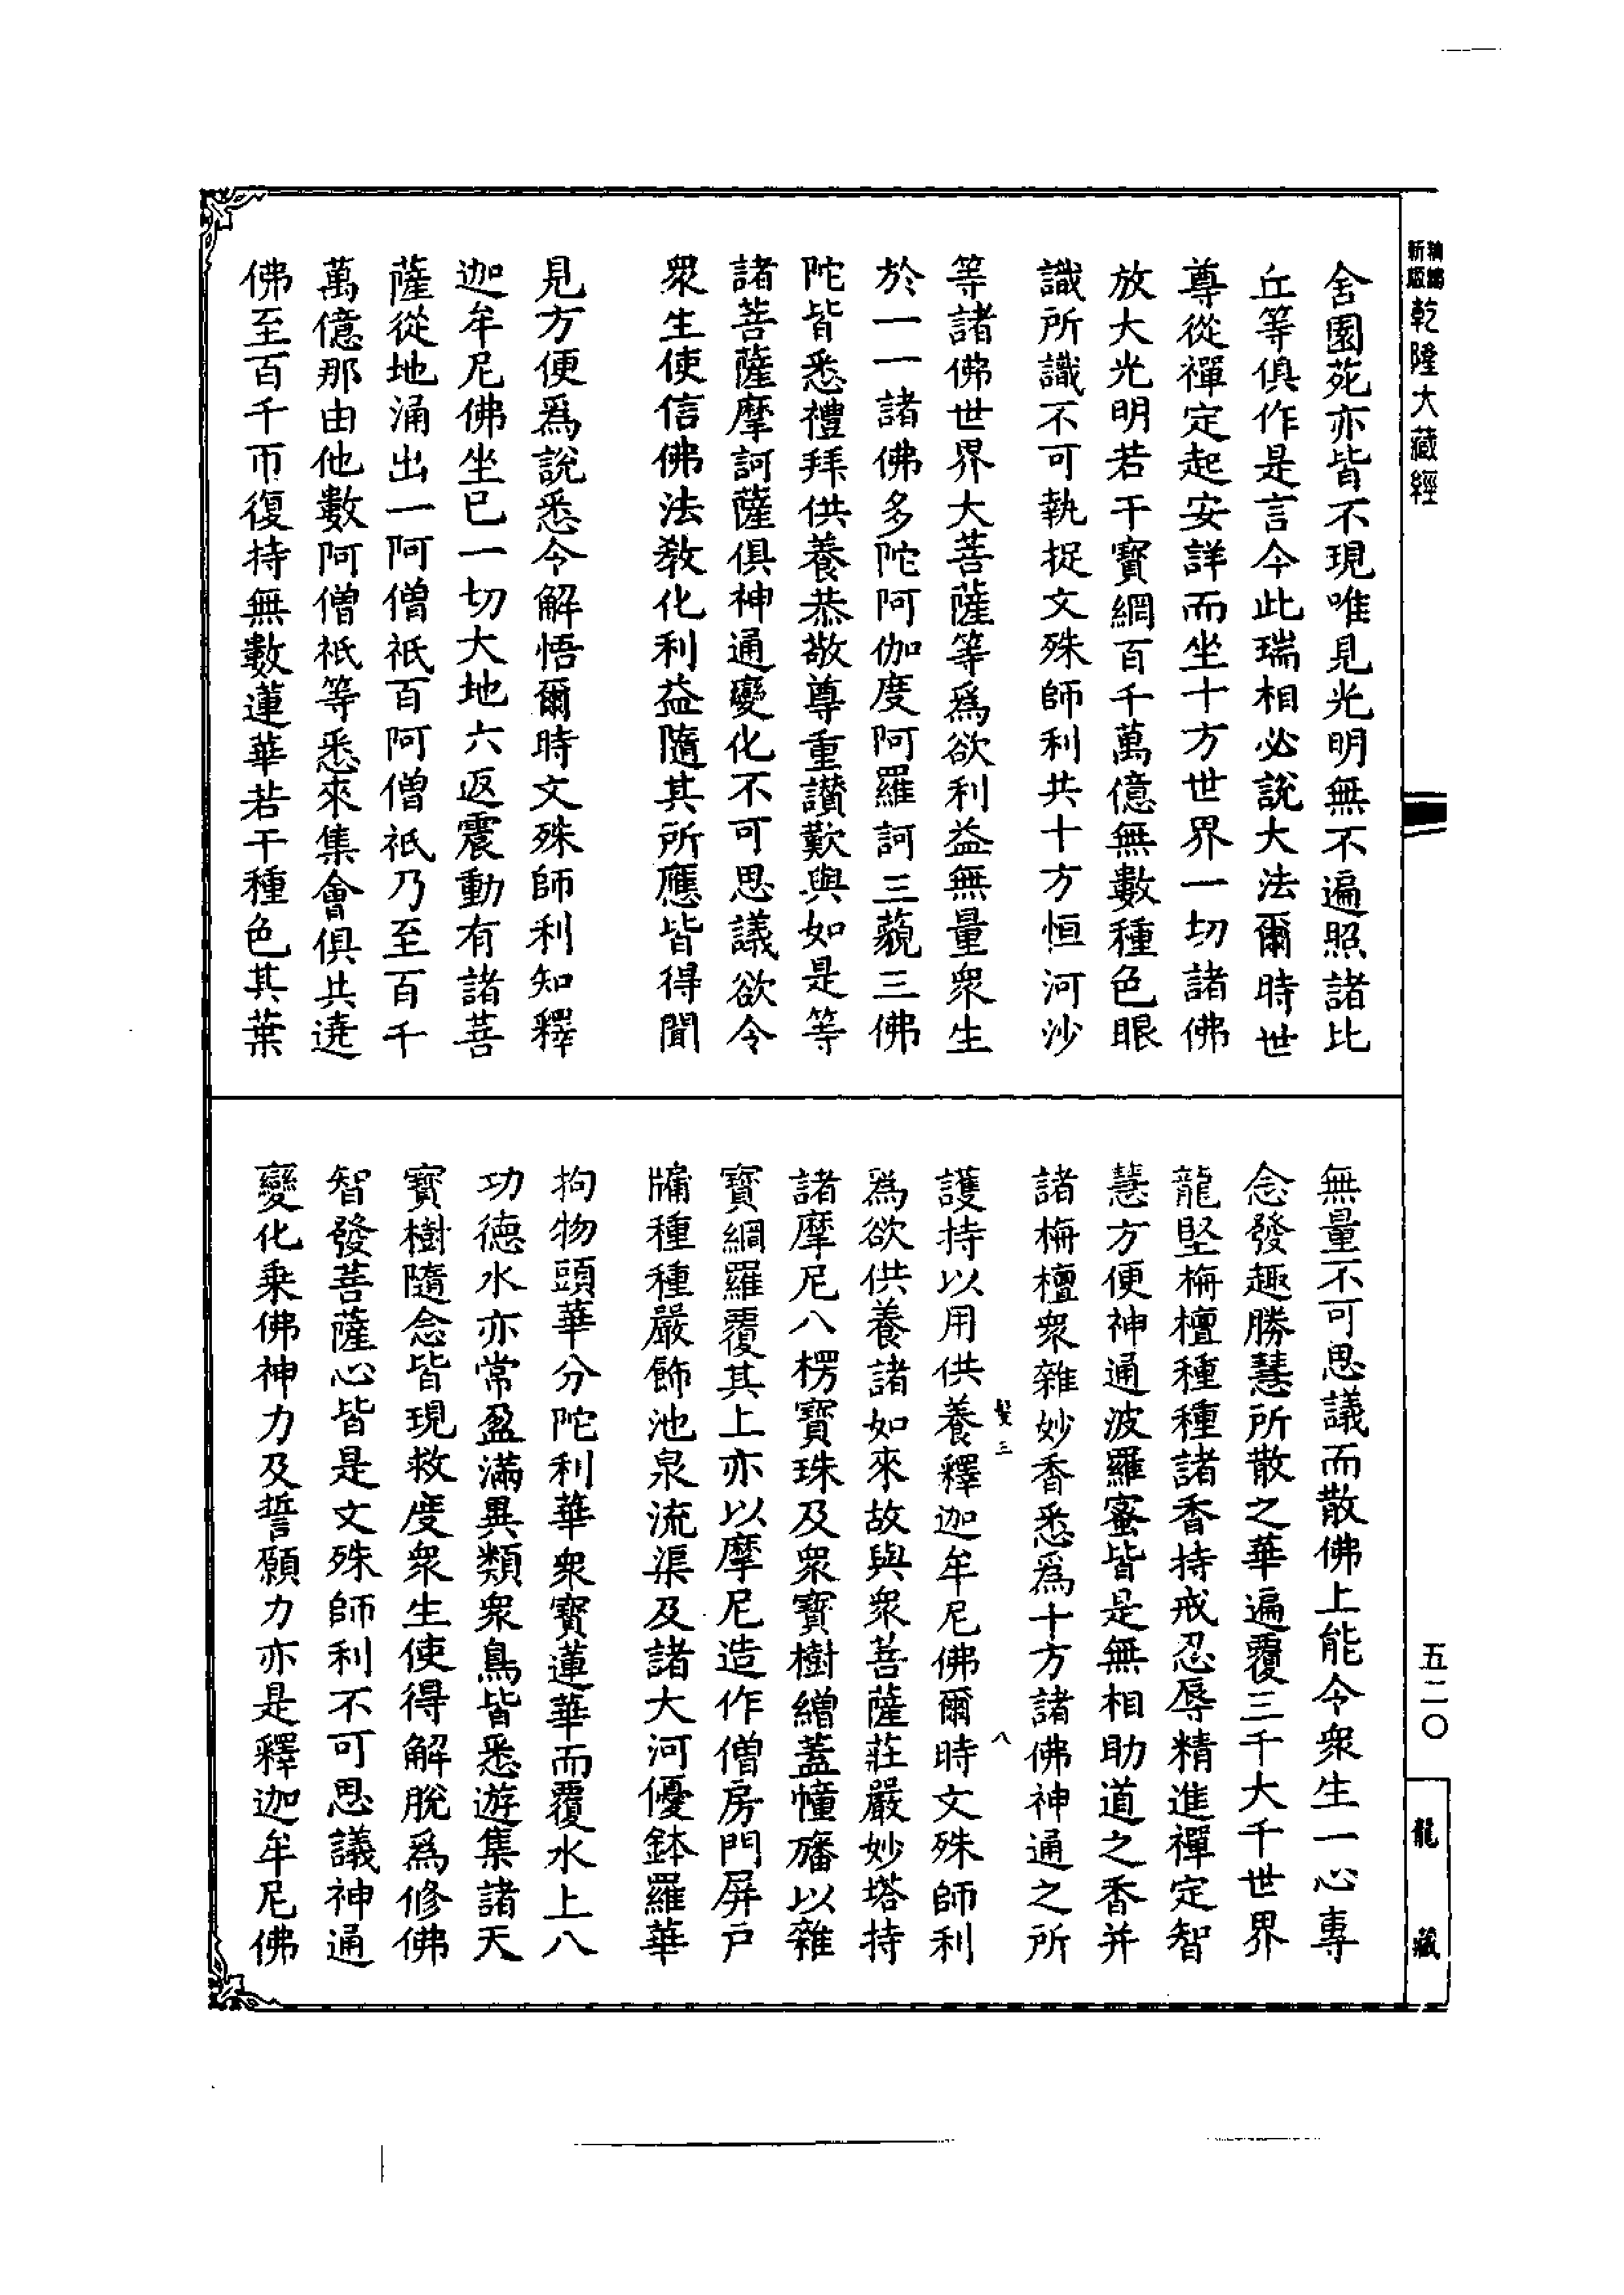 新版
精編
乾隆大藏經
舍園苑亦皆不現唯見光明無不遍照諸比
丘等俱作是言今此瑞相必說大法爾時世
尊從禪定起安詳而坐十方世界一切諸佛
放大光明若干寶網百千萬億無數種色眼
識所識不可執捉文殊師利共十方恒河沙
等諸佛世界大菩薩等爲欲利益無量衆生
於一一諸佛多陀阿伽度阿羅訶三藐三佛
陀皆悉禮拜供養恭敬尊重讃歎與如是等
諸菩薩摩訶薩俱神通變化不可思議欲令
衆生使信佛法教化利益隨其所應皆得聞
見方便爲說悉令解悟爾時文殊師利知釋
迦牟尼佛坐已一切大地六返震動有諸菩
薩從地涌出一阿僧祇百阿僧祇乃至百千
萬億那由他數阿僧祇等悉來集會俱共遶
佛至百千帀復持無數蓮華若干種色其葉
無量不可思議而散佛上能令衆生一心專
念發趣勝慧所散之華遍覆三千大千世界
龍堅栴檀種種諸香持戒忍辱精進禪定智
慧方便神通波羅蜜皆是無相助道之香并
諸栴檀衆雜妙香悉爲十方諸佛神通之所
髮三 八
護持以用供養釋迦牟尼佛爾時文殊師利
爲欲供養諸如來故與衆菩薩莊嚴妙塔持
諸摩尼八楞寶珠及衆寶樹繒蓋幢旛以雜
寶網羅覆其上亦以摩尼造作僧房門屏戶
牖種種嚴飾池泉流渠及諸大河優鉢羅華
拘物頭華分陀利華衆寶蓮華而覆水上八
功德水亦常盈滿異類衆鳥皆悉遊集諸天
寶樹隨念皆現救度衆生使得解脫爲修佛
智發菩薩心皆是文殊師利不可思議神通
變化乗佛神力及誓願力亦是釋迦牟尼佛
五二〇
龍藏